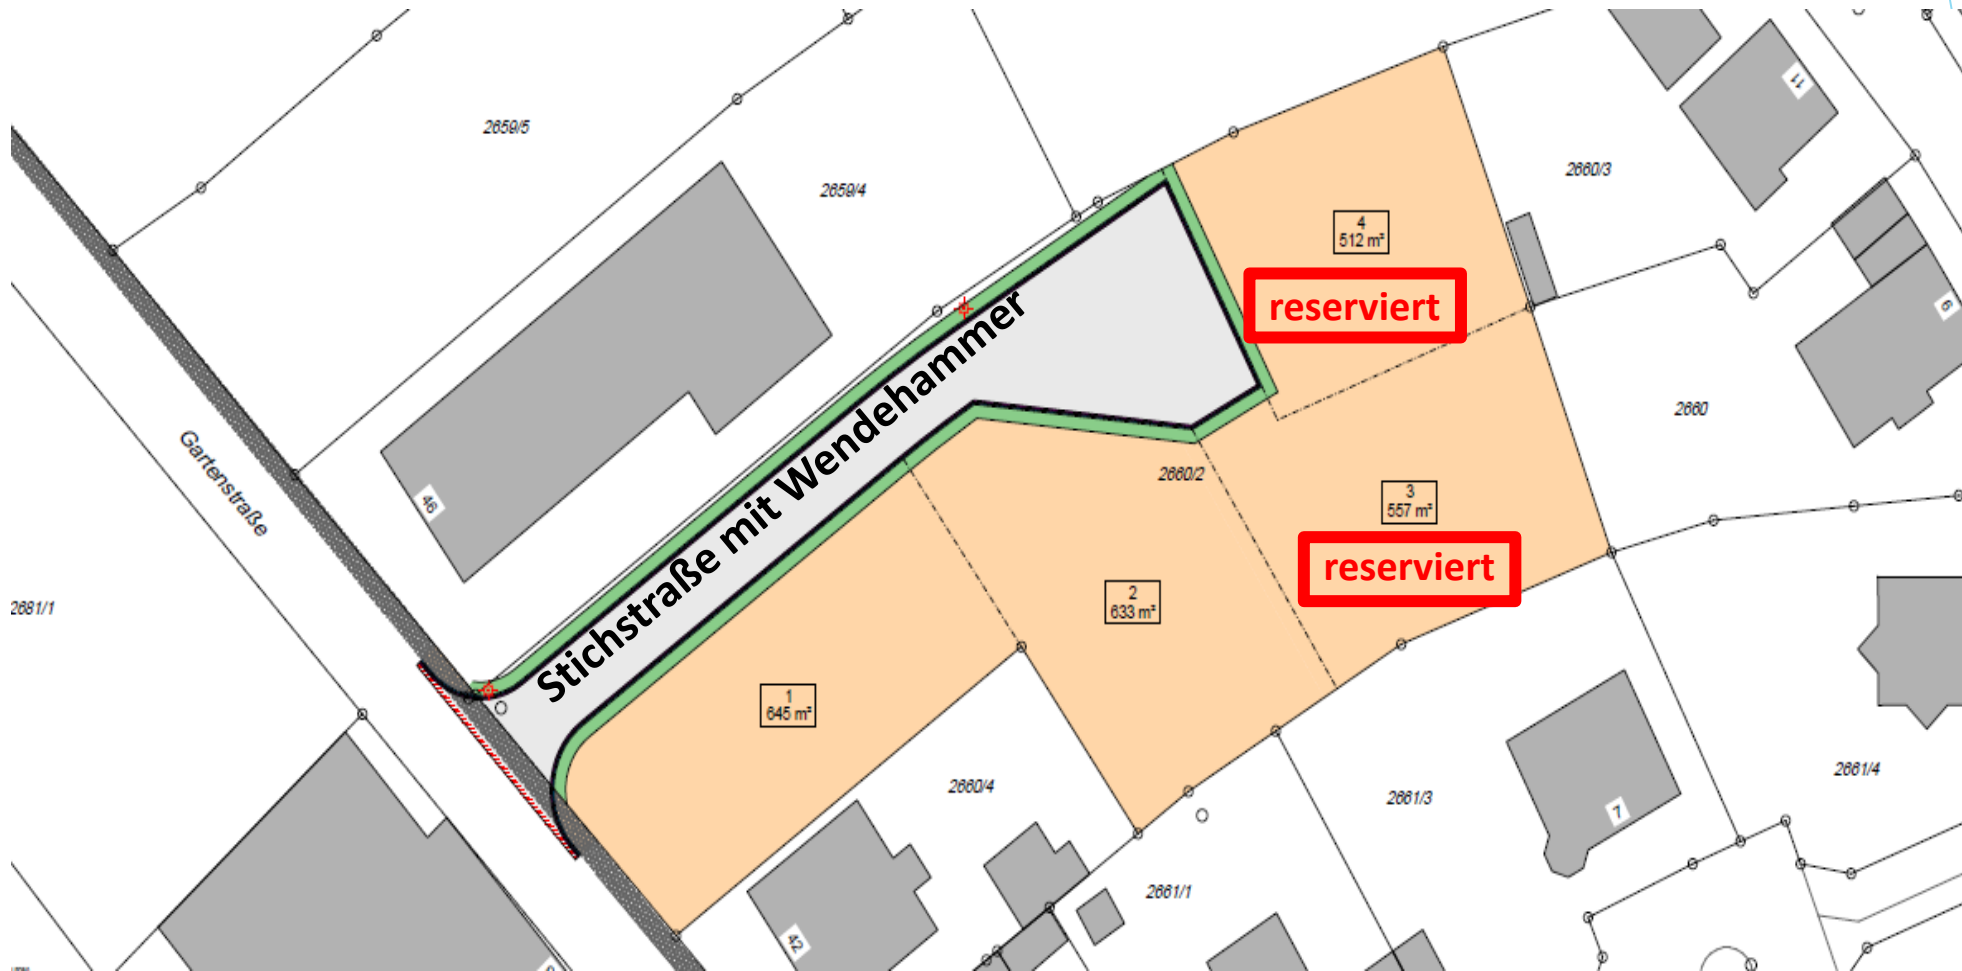 2659/5
2659/4
2660/3
11
4
512 m²
reserviert
6
Stichstraße mit Wendehammer
2660
Gartenstraße
46
2660/2
3
557 m²
reserviert
2681/1
2
633 m²
1
645 m²
2660/4
2661/3
7
2661/4
2661/1
42